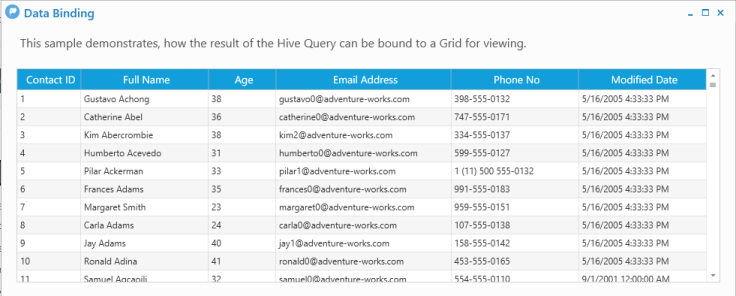 Data Binding
This sample demonstrates, how the result of the Hive Query can be bound to a Grid for viewing.
Contact ID Full Name Age Email Address Phone No Modified Date
1 Gustavo Achong 38 gustavo0@adventure-works.com 398-555-0132 5/16/2005 4:33:33 PM
2 Catherine Abel 36 catherine0@adventure-works.com 747-555-0171 5/16/2005 4:33:33 PM
3 Kim Abercrombie 38 kim2@adventure-works.com 334-555-0137 5/16/2005 4:33:33 PM
4 Humberto Acevedo 31 humberto0@adventure-works.com 599-555-0127 5/16/2005 4:33:33 PM
5 Pilar Ackerman 33 pilar1@adventure-works.com 1 (11) 500 555-0132 5/16/2005 4:33:33 PM
6 Frances Adams 35 frances0@adventure-works.com 991-555-0183 5/16/2005 4:33:33 PM
7 Margaret Smith 23 margaret0@adventure-works.com 959-555-0151 5/16/2005 4:33:33 PM
8 Carla Adams 24 carla0@adventure-works.com 107-555-0138 5/16/2005 4:33:33 PM
9 Jay Adams 40 jay1@adventure-works.com 158-555-0142 5/16/2005 4:33:33 PM
10 Ronald Adina 41 ronald0@adventure-works.com 453-555-0165 5/16/2005 4:33:33 PM
11 Samuel Agcaoili 32 samuel0@adventure-works.com 554-555-0110 9/1/2001 12:00:00 AM